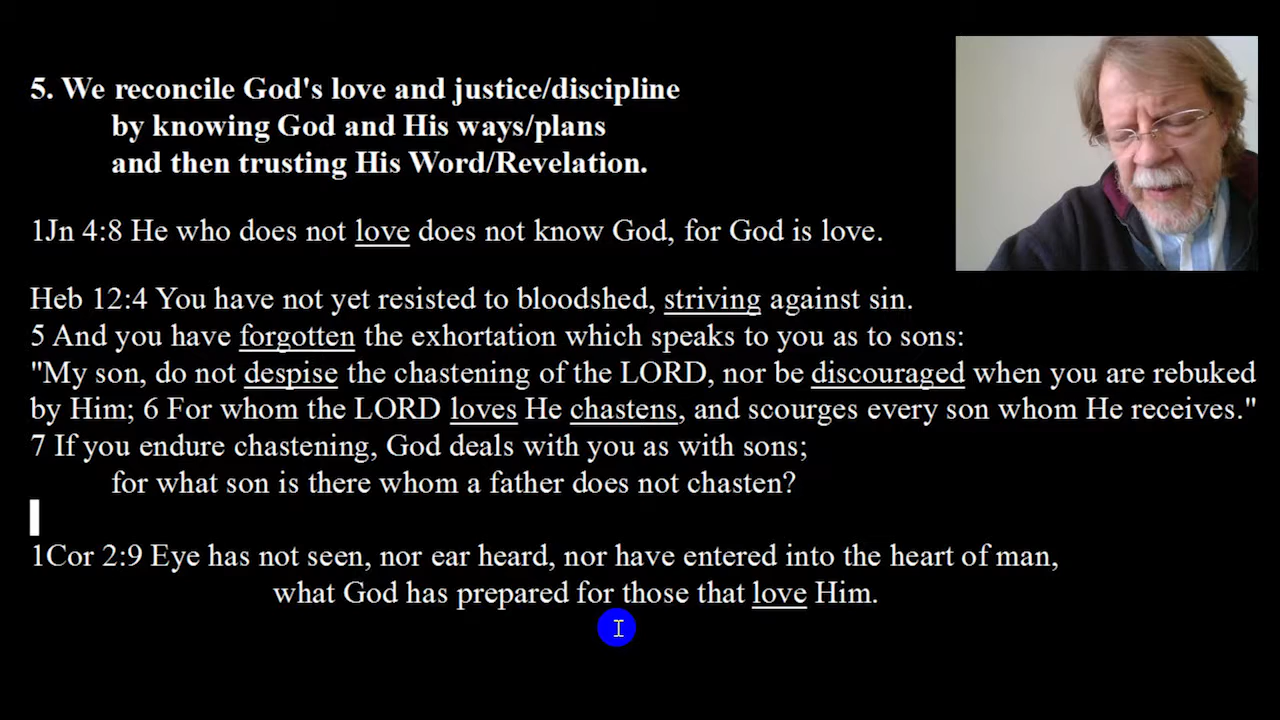 5. We reconcile God's love and justice/discipline
by knowing God and His ways/plans
and then trusting His Word/Revelation.
1Jn 4:8 He who does not love does not know God, for God is love.
Heb 12:4 You have not yet resisted to bloodshed, striving against sin.
5 And you have forgotten the exhortation which speaks to you as to sons:
"My son, do not despise the chastening of the LORD, nor be discouraged when you are rebuked
by Him; 6 For whom the LORD loves He chastens, and scourges every son whom He receives."
7 If you endure chastening, God deals with you as with sons;
for what son is there whom a father does not chasten?
1Cor 2:9 Eye has not seen, nor ear heard, nor have entered into the heart of man,
what God has prepared for those that love Him.